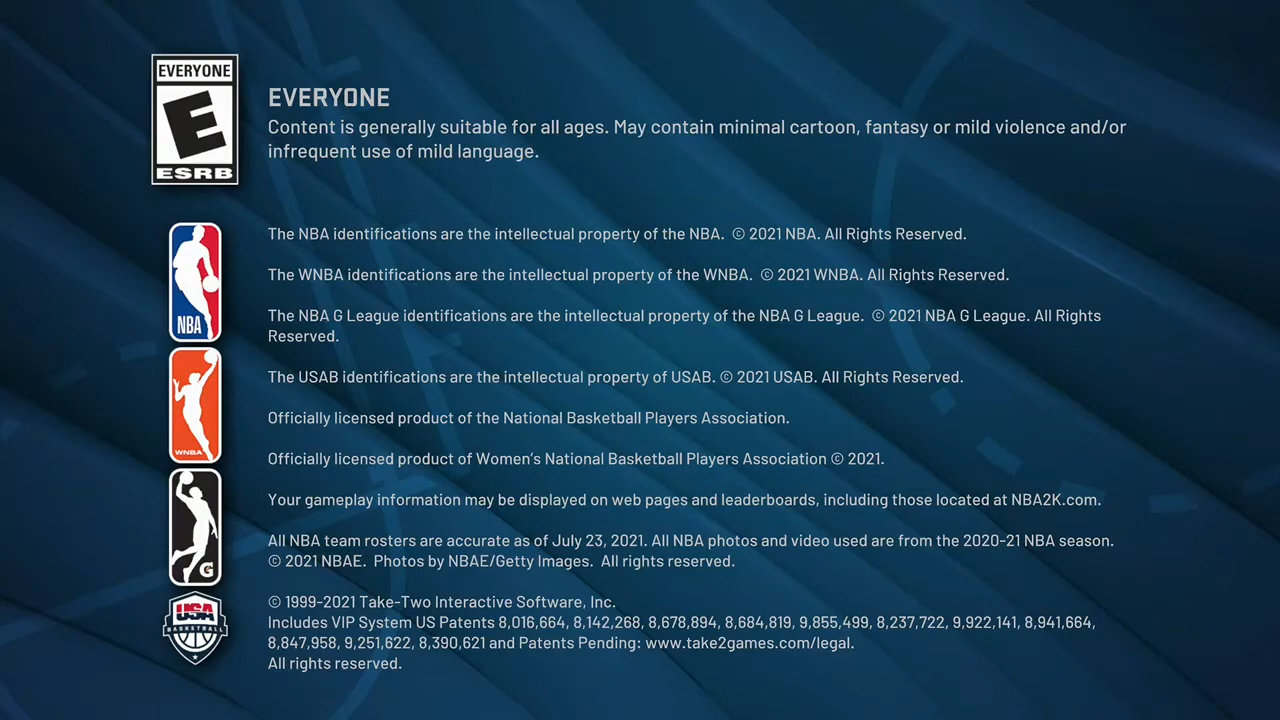 EVERYONE
E
ESRB
EVERYONE
Content is generally suitable for all ages. May contain minimal cartoon, fantasy or mild violence and/or
infrequent use of mild language.
NBA
The NBA identifications are the intellectual property of the NBA. © 2021 NBA. All Rights Reserved.
The WNBA identifications are the intellectual property of the WNBA. © 2021 WNBA. All Rights Reserved.
The NBA G League identifications are the intellectual property of the NBA G League. © 2021 NBA G League. All Rights
Reserved.
WNBA
The USAB identifications are the intellectual property of USAB. © 2021 USAB. All Rights Reserved.
Officially licensed product of the National Basketball Players Association.
Officially licensed product of Women's National Basketball Players Association © 2021.
G
Your gameplay information may be displayed on web pages and leaderboards, including those located at NBA2K.com.
All NBA team rosters are accurate as of July 23, 2021. All NBA photos and video used are from the 2020-21 NBA season.
© 2021 NBAE. Photos by NBAE/Getty Images. All rights reserved.
USA
BASKETBALL
© 1999-2021 Take-Two Interactive Software, Inc.
Includes VIP System US Patents 8,016,664, 8,142,268, 8,678,894, 8,684,819, 9,855,499, 8,237,722, 9,922,141, 8,941,664,
8,847,958, 9,251,622, 8,390,621 and Patents Pending: www.take2games.com/legal.
All rights reserved.